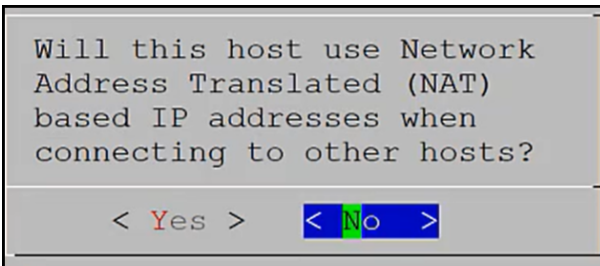 Will this host use Network
Address Translated (NAT)
based IP addresses when
connecting to other hosts?
< Yes > < No >